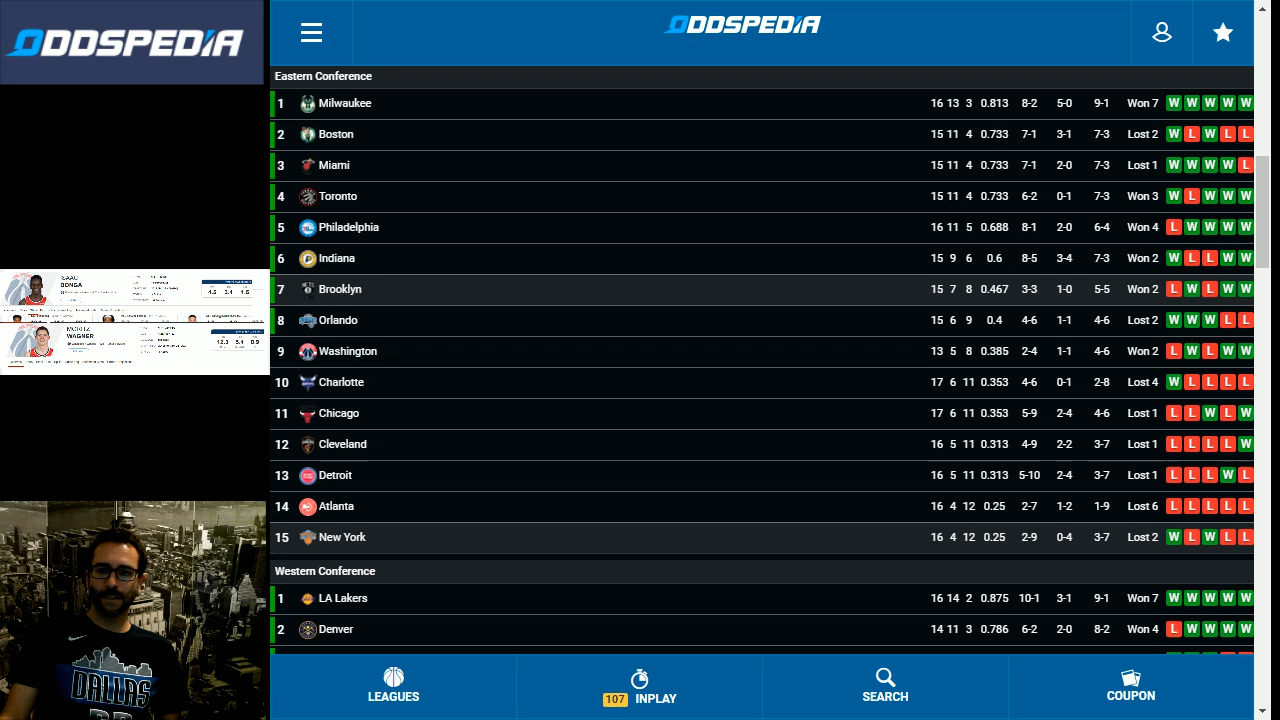 ODDSPEDIA
ODDSPEDIA
Eastern Conference
1 Milwaukee 16 13 3 0.813 8-2 5-0 9-1 Won 7 W W W W W
2 Boston 15 11 4 0.733 7-1 3-1 7-3 Lost 2 W L W L L
3 Miami 15 11 4 0.733 7-1 2-0 7-3 Lost 1 W W W W L
4 Toronto 15 11 4 0.733 6-2 0-1 7-3 Won 3 W L W W W
5 Philadelphia 16 11 5 0.688 8-1 2-0 6-4 Won 4 L W W W W
6 Indiana 15 9 6 0.6 8-5 3-4 7-3 Won 2 W L L W W
7 Brooklyn 15 7 8 0.467 7-4 1-1 5-5 Won 2 L W L W W
8 Orlando 15 6 9 0.4 5-8 1-1 4-6 Lost 2 W W W L L
9 Washington 2-4 1-1 Won 2 L W L W W
10 Charlotte 17 6 11 0.353 4-6 0-1 2-8 Lost 4 W L L L L
11 Chicago 17 6 11 0.353 5-9 2-4 4-6 Lost 1 L L W L W
12 Cleveland 16 5 11 0.313 4-9 2-2 3-7 Lost 1 L L L L W
13 Detroit 16 5 11 0.313 5-10 2-4 3-7 Lost 1 L L L W L
14 Atlanta 16 4 12 0.25 2-7 1-2 1-9 Lost 6 L L L L L
15 New York 16 4 12 0.25 2-9 0-4 3-7 Lost 2 W L W L L
Western Conference
1 LA Lakers 16 14 2 0.875 10-1 3-1 9-1 Won 7 W W W W W
2 Denver 14 11 3 0.786 6-2 2-0 8-2 Won 4 L W W W W
ISAAC
BONGA
4.5 3.4 1.5
MORITZ
WAGNER
12.3 5.4 0.9
DALLAS
LEAGUES
107 INPLAY
SEARCH
COUPON